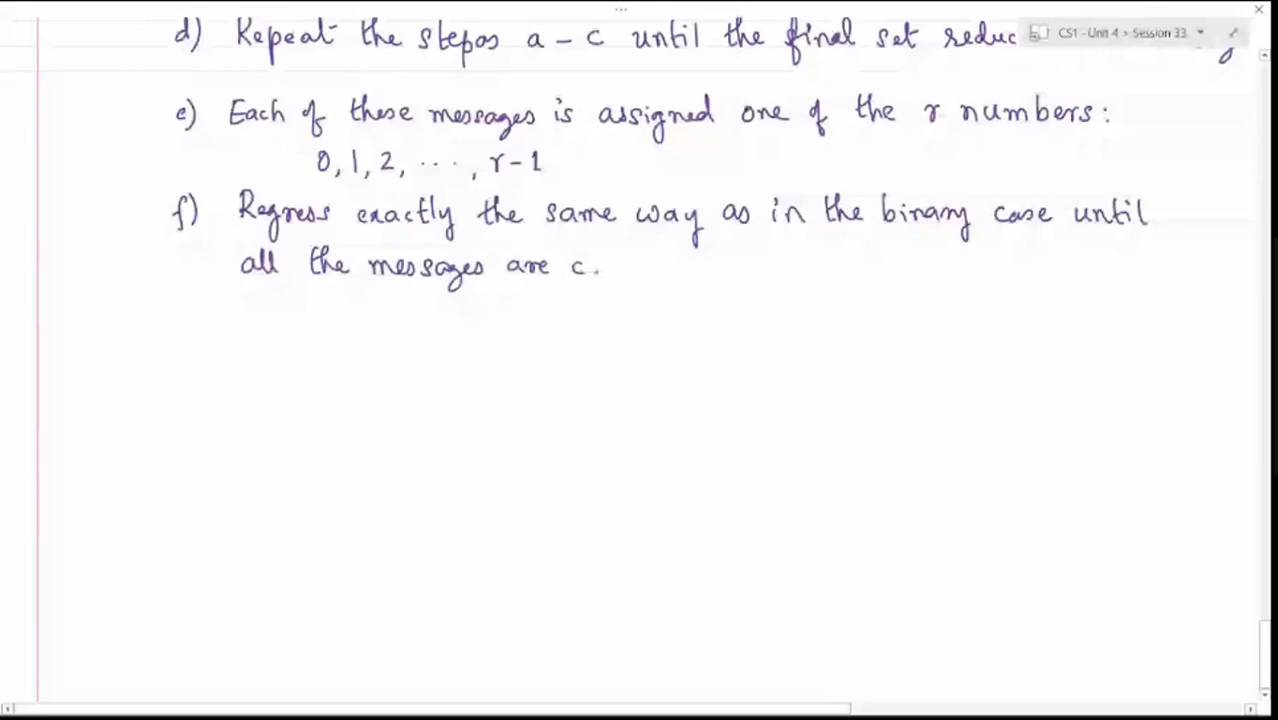 d) Repeat the stepos a - c until the final set reduc
CS1 - Unit 4 > Session 33
e) Each of these messages is assigned one of the r numbers:
0, 1, 2, ..., r-1
f) Regress exactly the same way as in the binary case until
all the messages are c.